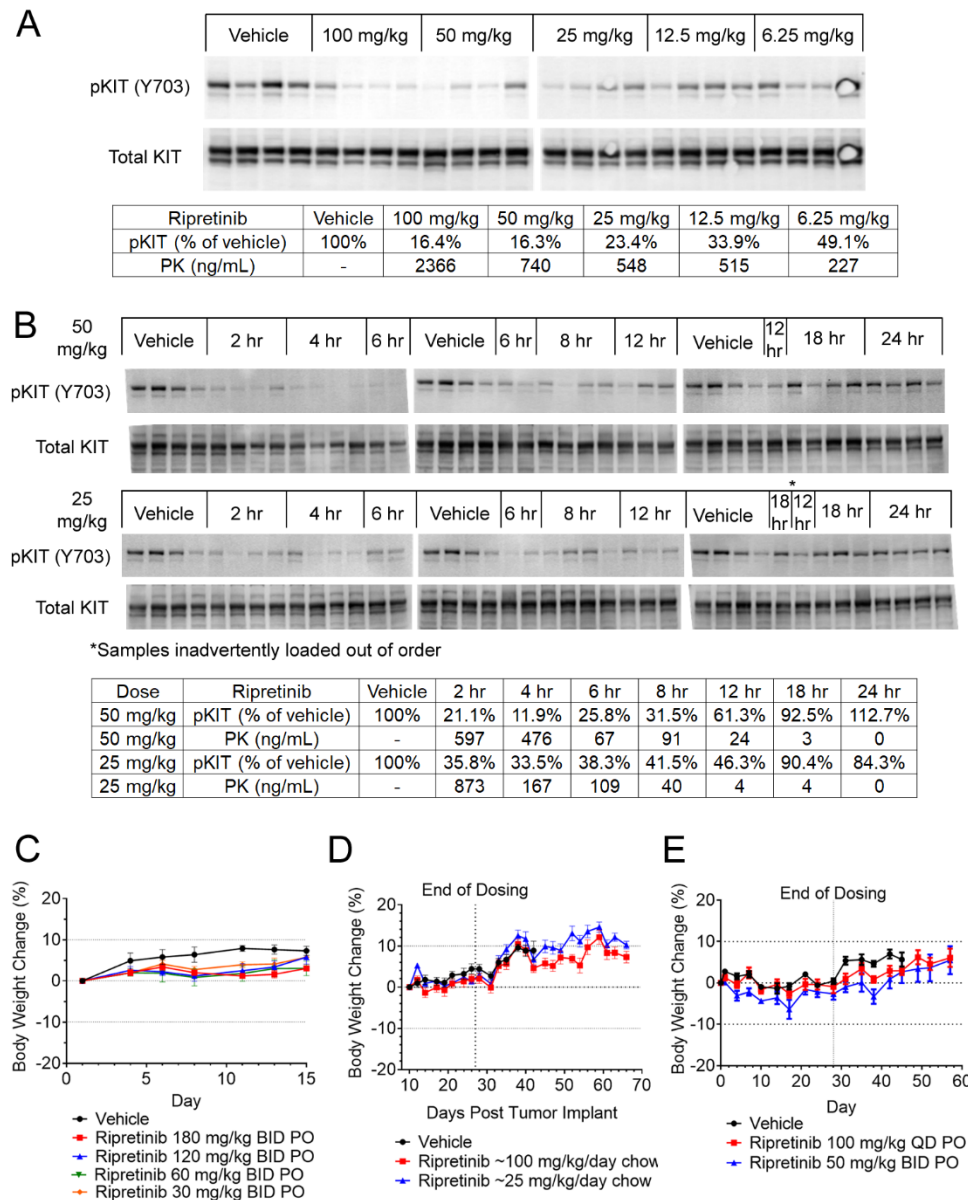 A
Vehicle 100 mg/kg 50 mg/kg 25 mg/kg 12.5 mg/kg 6.25 mg/kg
pKIT (Y703)
Total KIT
Ripretinib Vehicle 100 mg/kg 50 mg/kg 25 mg/kg 12.5 mg/kg 6.25 mg/kg
pKIT (% of vehicle) 100% 16.4% 16.3% 23.4% 33.9% 49.1%
PK (ng/mL) - 2366 740 548 515 227
B
50 mg/kg
Vehicle 2 hr 4 hr 6 hr Vehicle 6 hr 8 hr 12 hr Vehicle 12 hr 18 hr 24 hr
pKIT (Y703)
Total KIT
*
25 mg/kg
Vehicle 2 hr 4 hr 6 hr Vehicle 6 hr 8 hr 12 hr Vehicle 18 hr 12 hr 18 hr 24 hr
pKIT (Y703)
Total KIT
*Samples inadvertently loaded out of order
Dose Ripretinib Vehicle 2 hr 4 hr 6 hr 8 hr 12 hr 18 hr 24 hr
50 mg/kg pKIT (% of vehicle) 100% 21.1% 11.9% 25.8% 31.5% 61.3% 92.5% 112.7%
50 mg/kg PK (ng/mL) - 597 476 67 91 24 3 0
25 mg/kg pKIT (% of vehicle) 100% 35.8% 33.5% 38.3% 41.5% 46.3% 90.4% 84.3%
25 mg/kg PK (ng/mL) - 873 167 109 40 4 4 0
C
Body Weight Change (%)
20
10
0
-10
-20
0 5 10 15
Day
Vehicle
Ripretinib 180 mg/kg BID PO
Ripretinib 120 mg/kg BID PO
Ripretinib 60 mg/kg BID PO
Ripretinib 30 mg/kg BID PO
D
End of Dosing
Body Weight Change (%)
20
10
0
-10
-20
10 20 30 40 50 60 70
Days Post Tumor Implant
Vehicle
Ripretinib ~100 mg/kg/day chow
Ripretinib ~25 mg/kg/day chow
E
End of Dosing
Body Weight Change (%)
20
10
0
-10
-20
0 10 20 30 40 50 60
Day
Vehicle
Ripretinib 100 mg/kg QD PO
Ripretinib 50 mg/kg BID PO